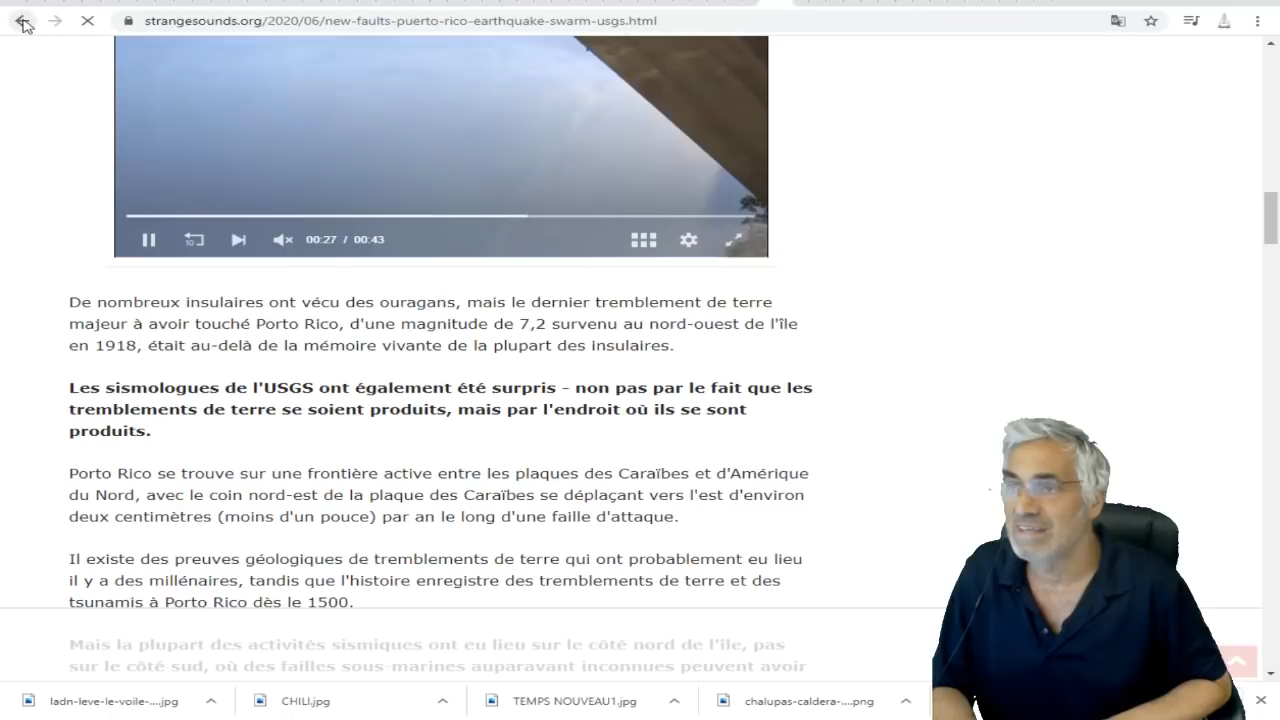 strangesounds.org/2020/06/new-faults-puerto-rico-earthquake-swarm-usgs.html
10
00:27 / 00:43
De nombreux insulaires ont vécu des ouragans, mais le dernier tremblement de terre
majeur à avoir touché Porto Rico, d'une magnitude de 7,2 survenu au nord-ouest de l'île
en 1918, était au-delà de la mémoire vivante de la plupart des insulaires.
Les sismologues de l'USGS ont également été surpris - non pas par le fait que les
tremblements de terre se soient produits, mais par l'endroit où ils se sont
produits.
Porto Rico se trouve sur une frontière active entre les plaques des Caraïbes et d'Amérique
du Nord, avec le coin nord-est de la plaque des Caraïbes se déplaçant vers l'est d'environ
deux centimètres (moins d'un pouce) par an le long d'une faille d'attaque.
Il existe des preuves géologiques de tremblements de terre qui ont probablement eu lieu
il y a des millénaires, tandis que l'histoire enregistre des tremblements de terre et des
tsunamis à Porto Rico dès le 1500.
Mais la plupart des activités sismiques ont eu lieu sur le côté nord de l'île, pas
sur le côté sud, où des failles sous-marines auparavant inconnues peuvent avoir
ladn-leve-le-voile-....jpg
CHILI.jpg
TEMPS NOUVEAU1.jpg
chalupas-caldera-....png